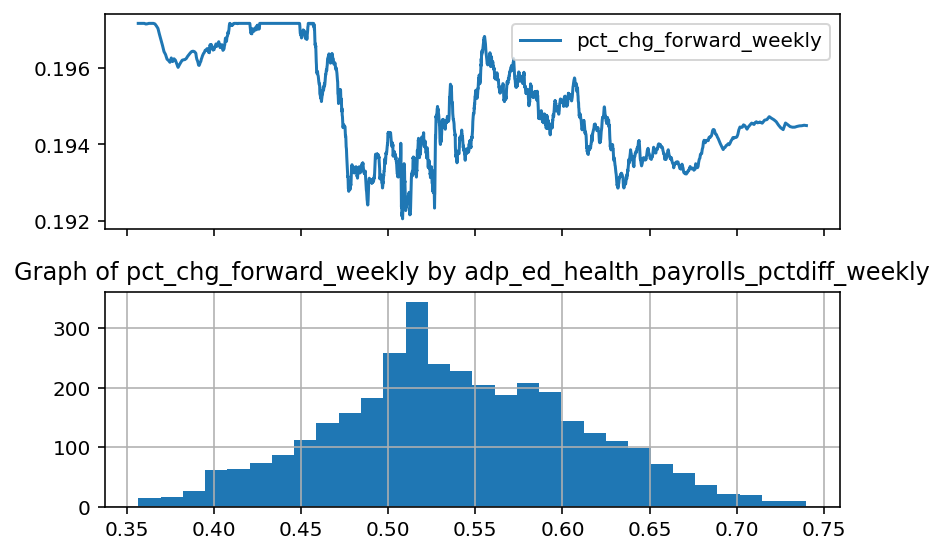 pct_chg_forward_weekly
0.196
0.194
0.192
Graph of pct_chg_forward_weekly by adp_ed_health_payrolls_pctdiff_weekly
300
200
100
0
0.35 0.40 0.45 0.50 0.55 0.60 0.65 0.70 0.75